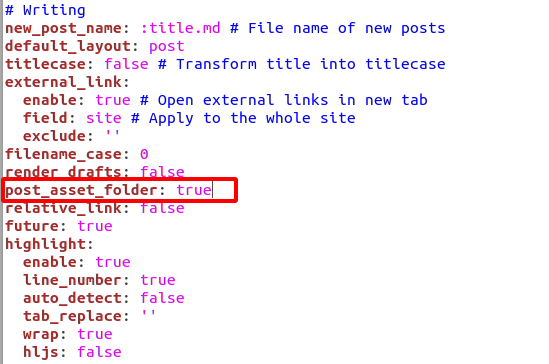 # Writing
new_post_name: :title.md # File name of new posts
default_layout: post
titlecase: false # Transform title into titlecase
external_link:
  enable: true # Open external links in new tab
  field: site # Apply to the whole site
  exclude: ''
filename_case: 0
render_drafts: false
post_asset_folder: true
relative_link: false
future: true
highlight:
  enable: true
  line_number: true
  auto_detect: false
  tab_replace: ''
  wrap: true
  hljs: false